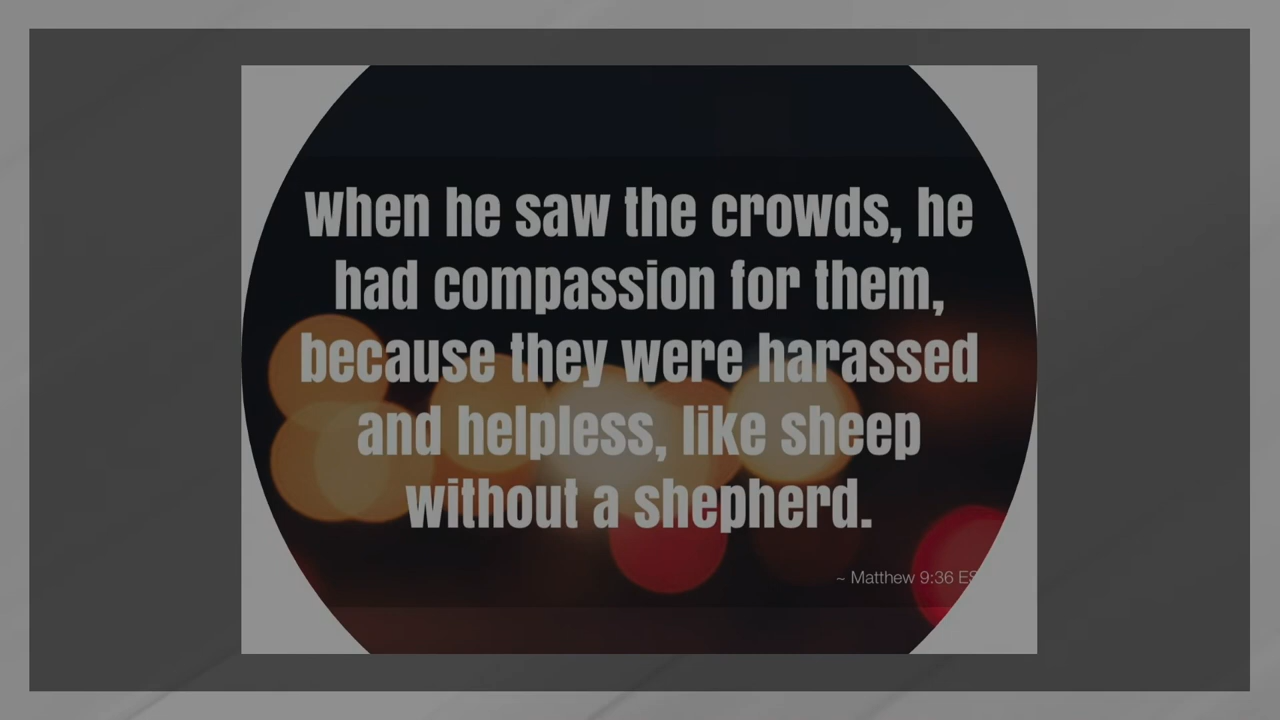 When he saw the crowds, he
had compassion for them,
because they were harassed
and helpless, like sheep
without a shepherd.
~ Matthew 9:36